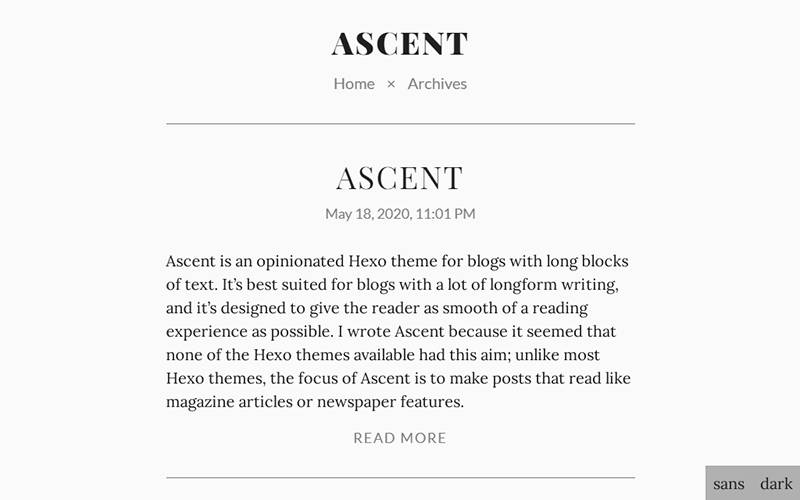 ASCENT
Home × Archives
ASCENT
May 18, 2020, 11:01 PM
Ascent is an opinionated Hexo theme for blogs with long blocks
of text. It’s best suited for blogs with a lot of longform writing,
and it’s designed to give the reader as smooth of a reading
experience as possible. I wrote Ascent because it seemed that
none of the Hexo themes available had this aim; unlike most
Hexo themes, the focus of Ascent is to make posts that read like
magazine articles or newspaper features.
READ MORE
sans dark